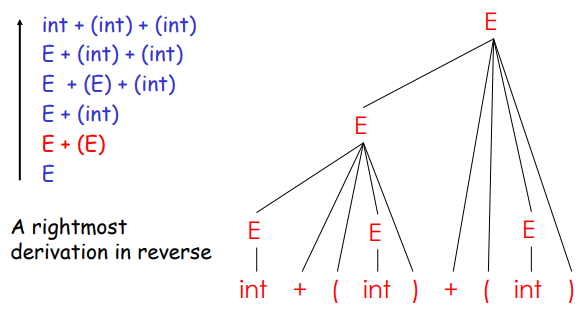 int + (int) + (int)
E + (int) + (int)
E + (E) + (int)
E + (int)
E + (E)
E
A rightmost
derivation in reverse
E
E
E E E
int + ( int ) + ( int )